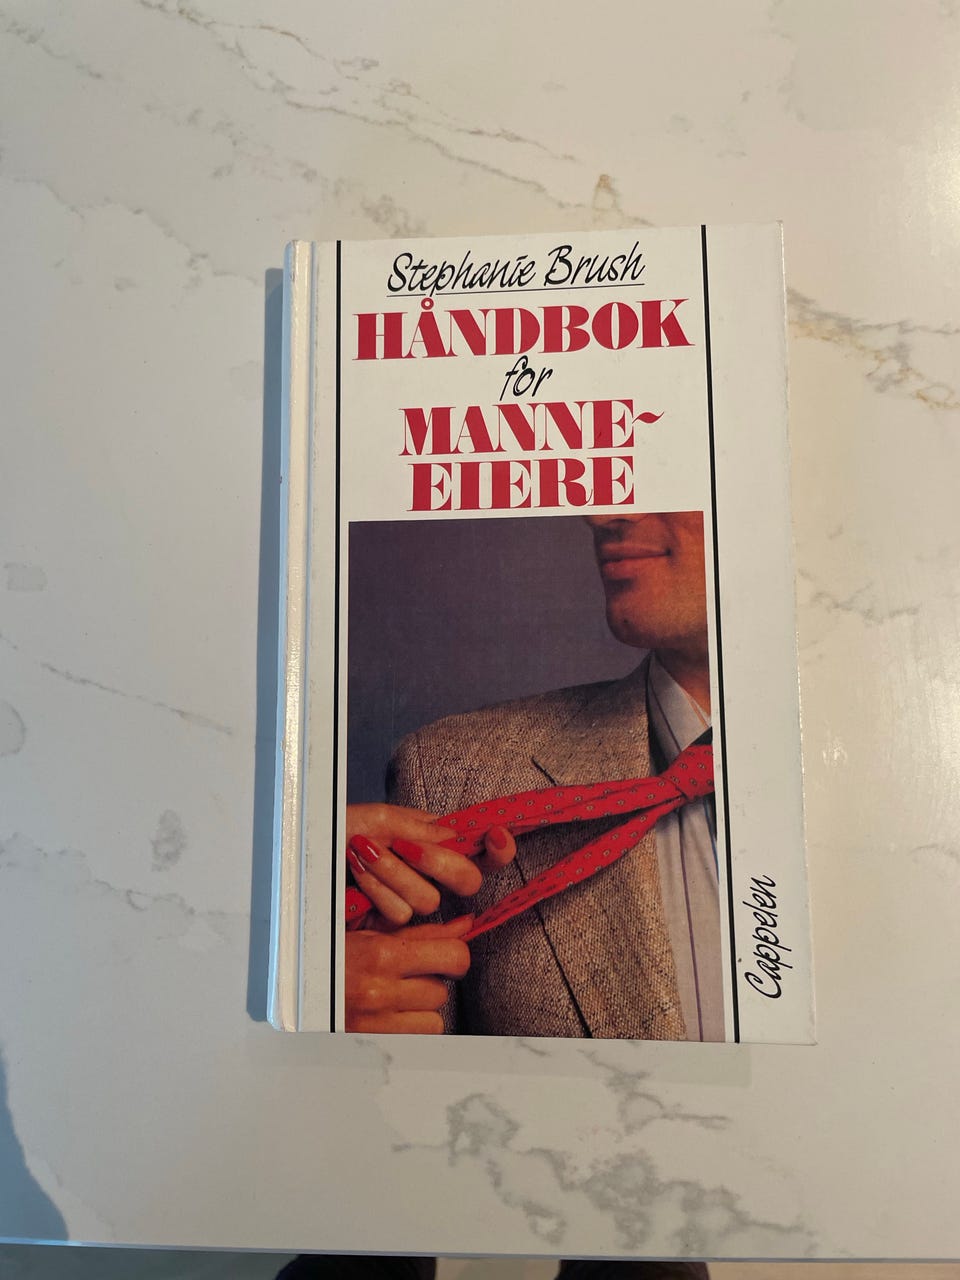 Stephanie Brush
HÅNDBOK
for
MANNE~
EIERE
Cappelen